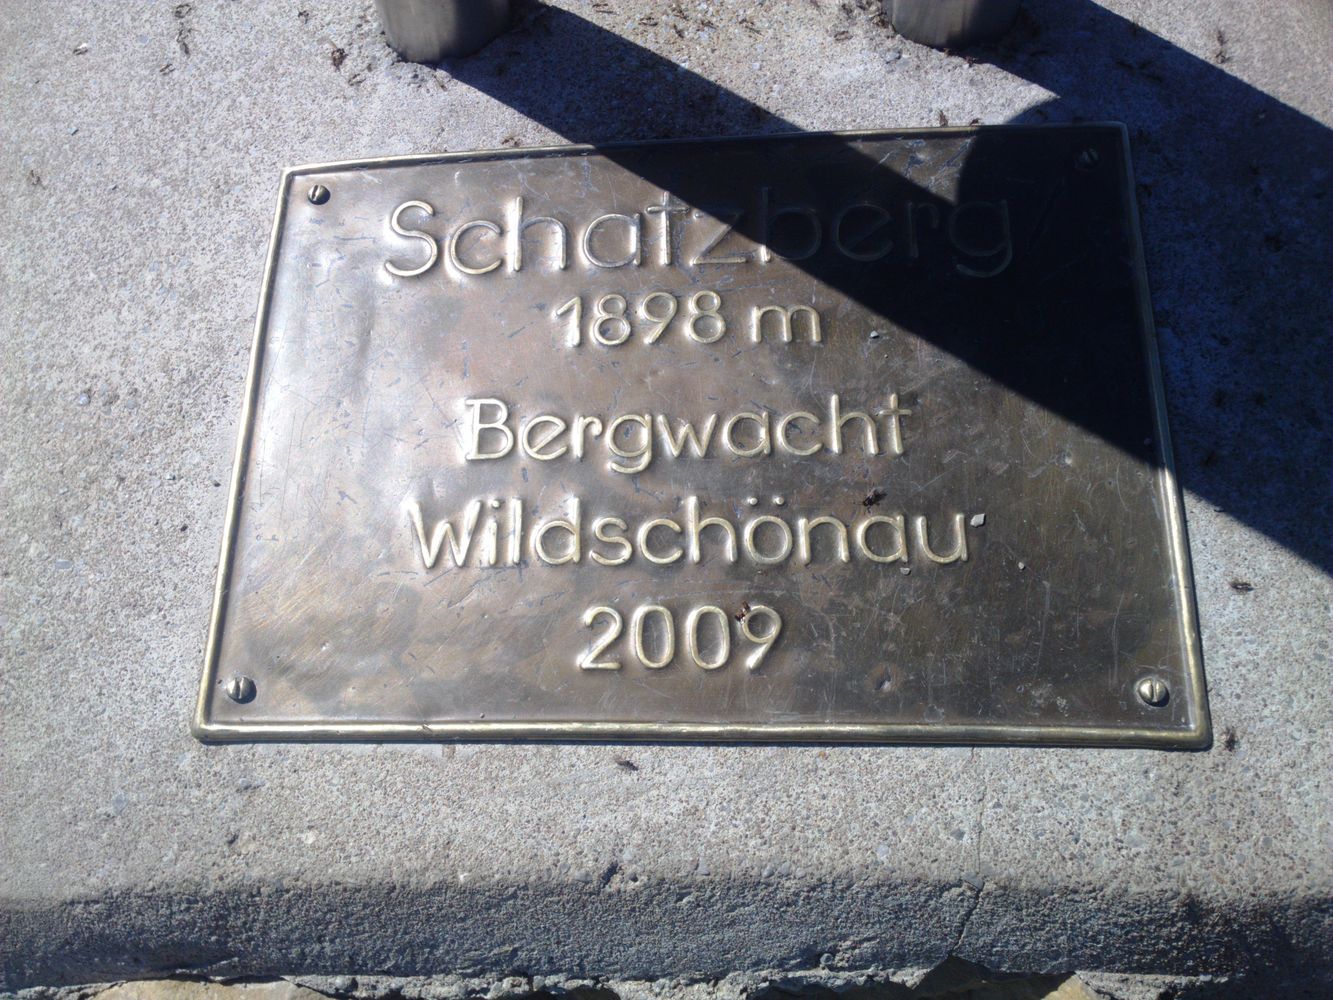 Schatzberg
1898 m
Bergwacht
Wildschönau
2009